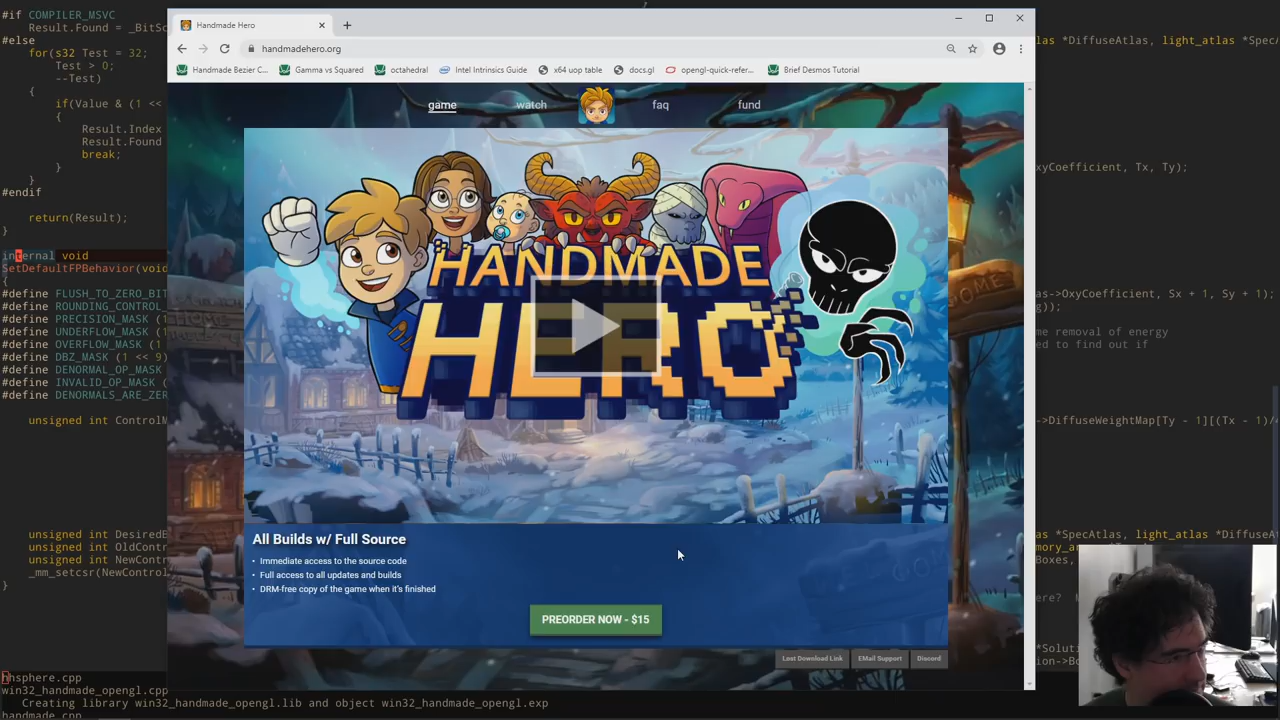 #if COMPILER_MSVC
Result.Found = _BitSc
#else
for(s32 Test = 32;
Test > 0;
--Test)
{
if(Value & (1 <<
{
Result.Index
Result.Found
break;
}
}
#endif
return(Result);
}
internal void
SetDefaultFPBehavior(void
{
#define FLUSH_TO_ZERO_BIT
#define ROUNDING_CONTROL_
#define PRECISION_MASK (
#define UNDERFLOW_MASK (1
#define OVERFLOW_MASK (1
#define DBZ_MASK (1 << 9)
#define DENORMAL_OP_MASK
#define INVALID_OP_MASK (
#define DENORMALS_ARE_ZER
unsigned int ControlM
unsigned int DesiredB
unsigned int OldContr
unsigned int NewContr
_mm_setcsr(NewControl
}
hhsphere.cpp
win32_handmade_opengl.cpp
Creating library win32_handmade_opengl.lib and object win32_handmade_opengl.exp
handmade.cpp
Handmade Hero
handmadehero.org
Handmade Bezier C...
Gamma vs Squared
octahedral
Intel Intrinsics Guide
x64 uop table
docs.gl
opengl-quick-refer...
Brief Desmos Tutorial
game
watch
faq
fund
HANDMADE
HERO
All Builds w/ Full Source
• Immediate access to the source code
• Full access to all updates and builds
• DRM-free copy of the game when it's finished
PREORDER NOW - $15
Last Download Link
EMail Support
Discord
las *DiffuseAtlas, light_atlas *SpecA
xyCoefficient, Tx, Ty);
as->OxyCoefficient, Sx + 1, Sy + 1);
));
me removal of energy
ed to find out if
->DiffuseWeightMap[Ty - 1][(Tx - 1)/
as *SpecAtlas, light_atlas *DiffuseA
mory_ar
Boxes,
here?
*Solution
ion->Bo